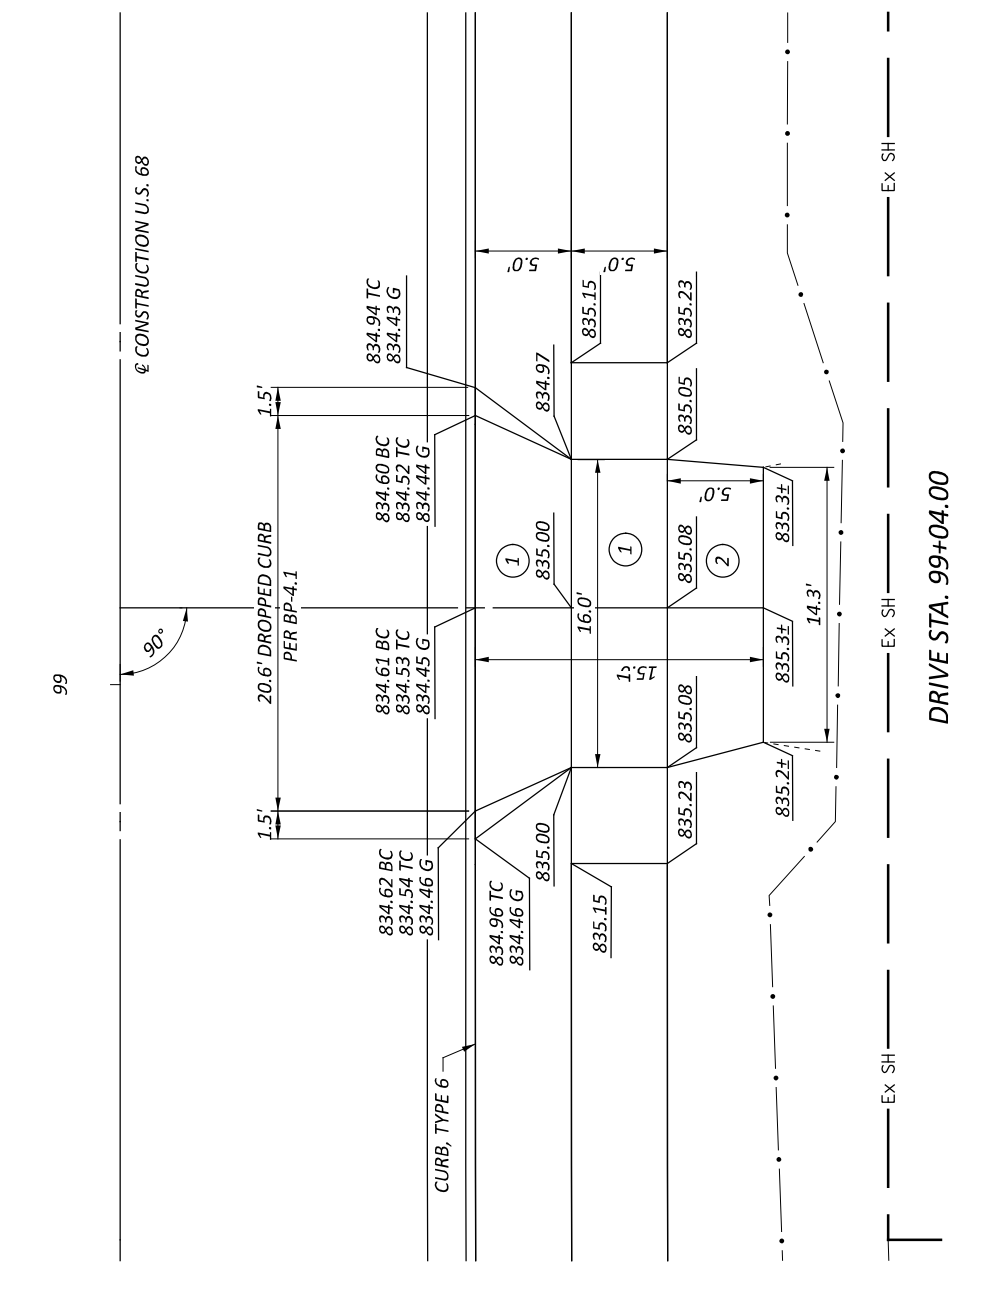 99
℄ CONSTRUCTION U.S. 68
90°
1.5'
20.6' DROPPED CURB
PER BP-4.1
1.5'
834.94 TC
834.43 G
834.60 BC
834.52 TC
834.44 G
834.61 BC
834.53 TC
834.45 G
834.62 BC
834.54 TC
834.46 G
834.96 TC
834.46 G
CURB, TYPE 6
5.0'
5.0'
834.97
835.15
835.23
835.05
1
835.00
1
835.08
2
5.0'
835.3±
16.0'
15.0'
14.3'
835.3±
835.08
835.2±
835.00
835.23
835.15
Ex SH
Ex SH
Ex SH
DRIVE STA. 99+04.00